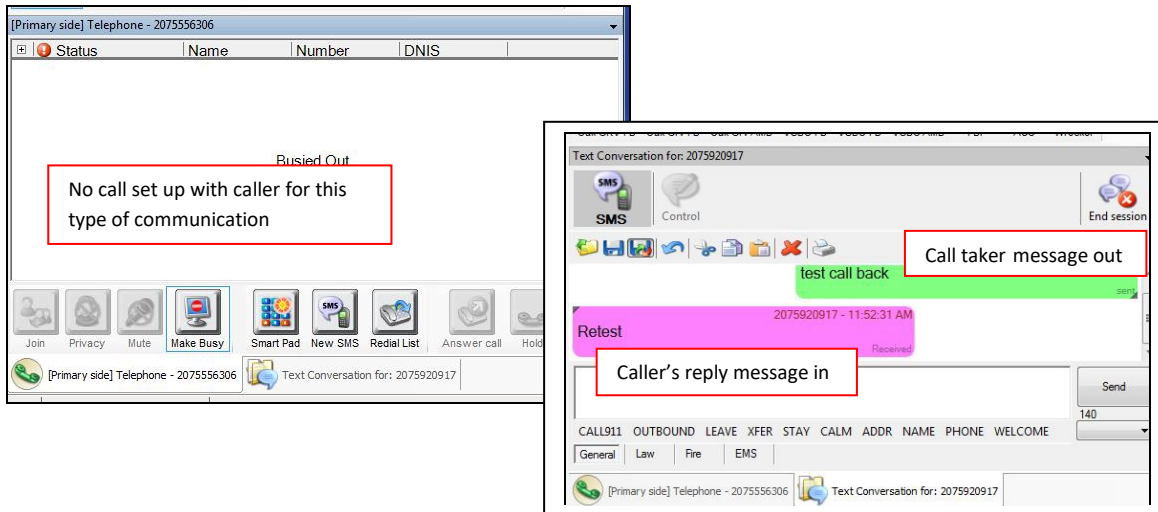 [Primary side] Telephone - 2075556306
Status Name Number DNIS
Busied Out
No call set up with caller for this
type of communication
Join Privacy Mute Make Busy Smart Pad New SMS Redial List Answer call Hold
SMS
[Primary side] Telephone - 2075556306 Text Conversation for: 2075920917
Text Conversation for: 2075920917
SMS
SMS Control End session
Call taker message out
test call back
sent
2075920917 - 11:52:31 AM
Retest
Received
Caller's reply message in
Send
140
CALL911 OUTBOUND LEAVE XFER STAY CALM ADDR NAME PHONE WELCOME
General Law Fire EMS
[Primary side] Telephone - 2075556306 Text Conversation for: 2075920917